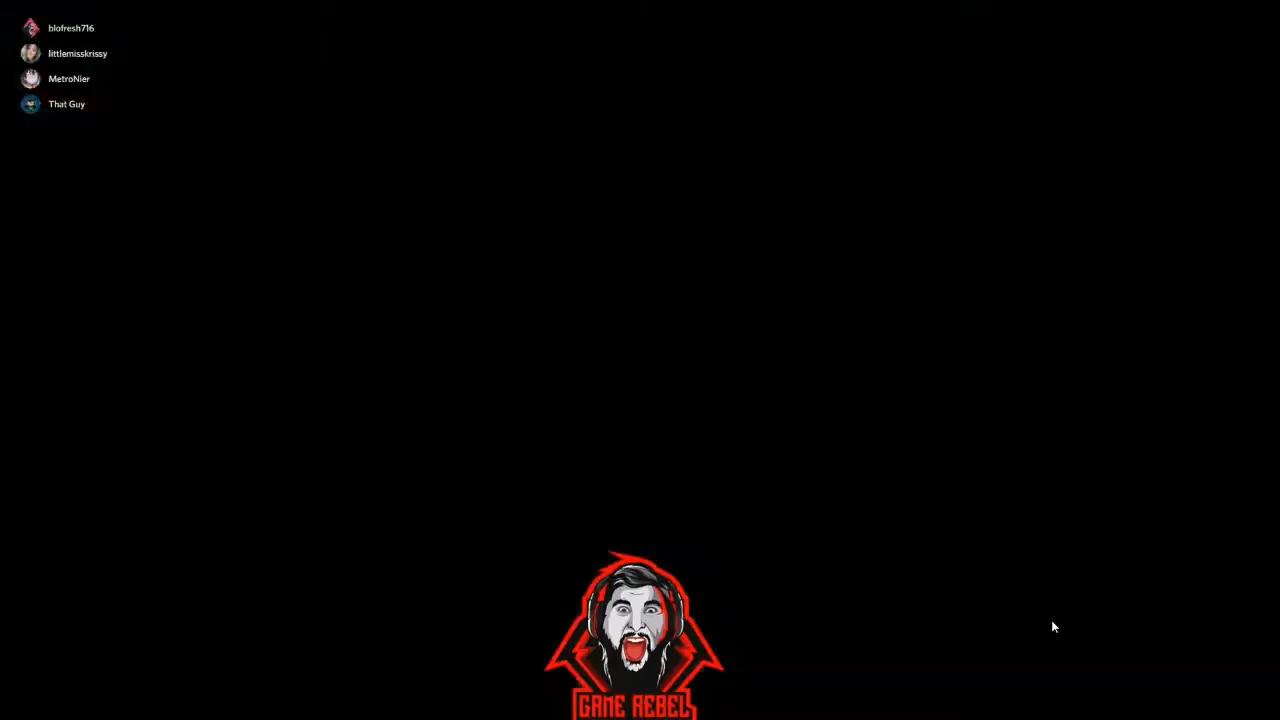 blofresh716
littlemisskrissy
MetroNier
That Guy
GAME REBEL